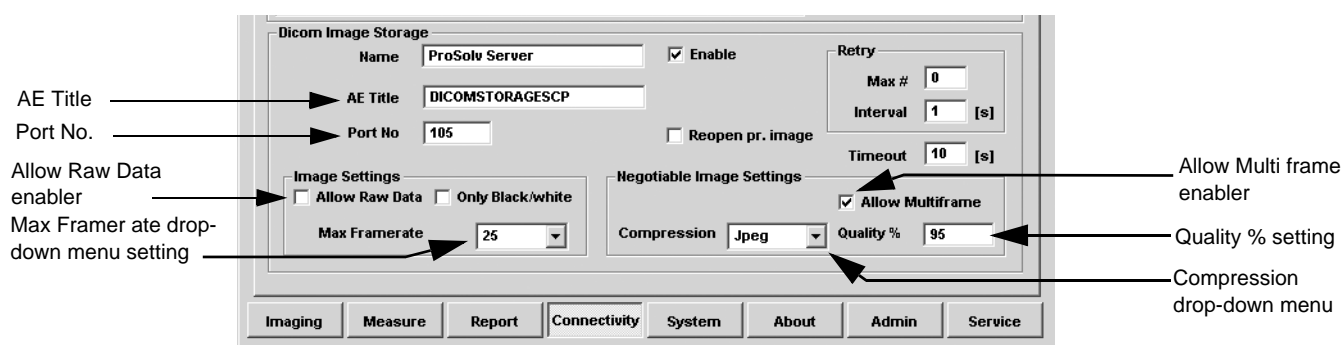 Dicom Image Storage
Name ProSolv Server
Enable
AE Title DICOMSTORAGESCP
Port No 105
Reopen pr. image
Retry
Max # 0
Interval 1 [s]
Timeout 10 [s]
Image Settings
Allow Raw Data
Only Black/white
Max Framerate 25
Negotiable Image Settings
Allow Multiframe
Compression Jpeg
Quality % 95
Imaging
Measure
Report
Connectivity
System
About
Admin
Service
AE Title
Port No.
Allow Raw Data
enabler
Max Framer ate drop-
down menu setting
Allow Multi frame
enabler
Quality % setting
Compression
drop-down menu